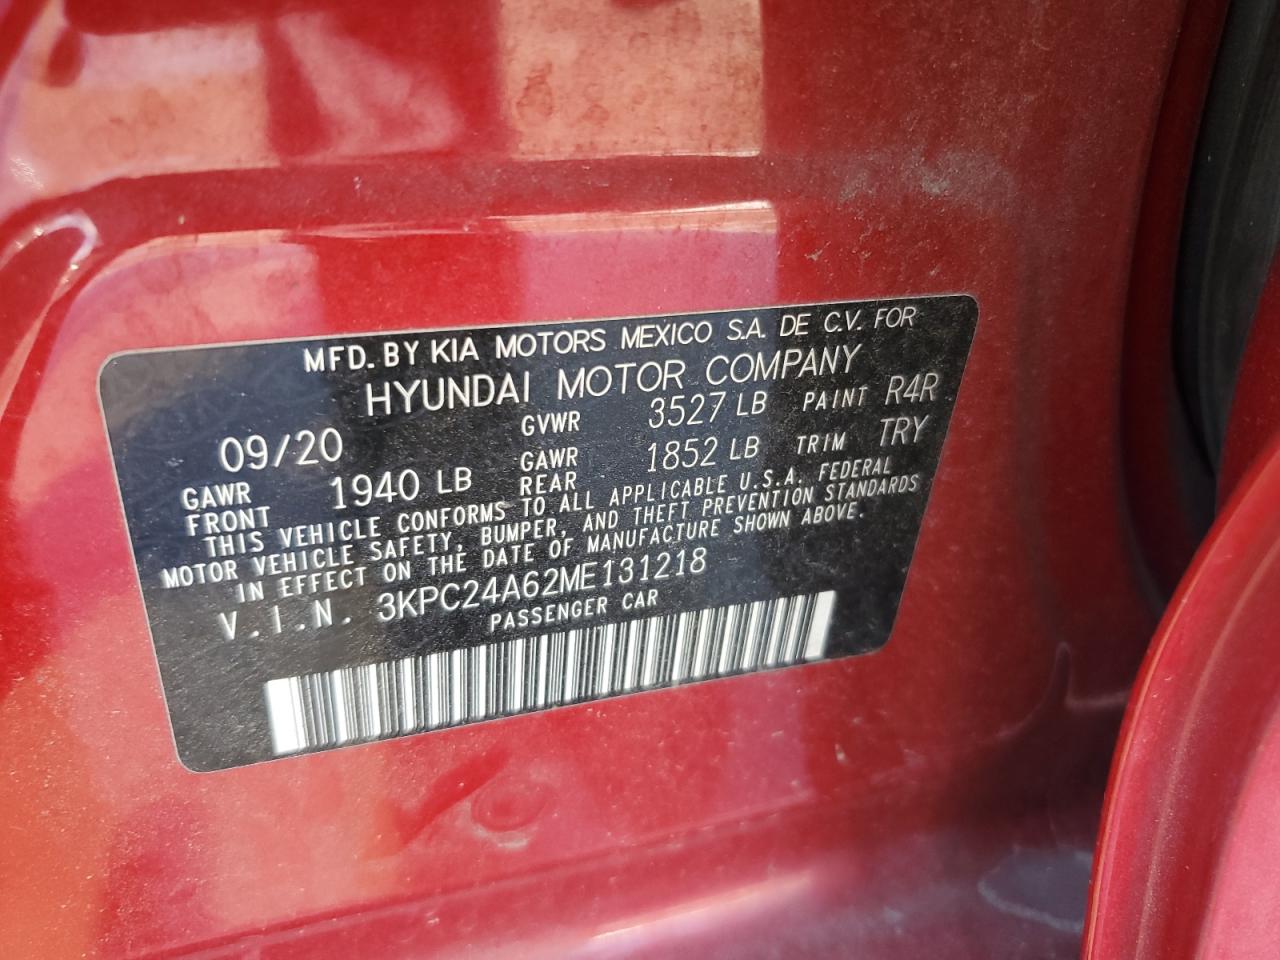 MFD. BY KIA MOTORS MEXICO S.A. DE C.V. FOR
HYUNDAI MOTOR COMPANY
09/20 GVWR 3527 LB PAINT R4R
GAWR FRONT 1940 LB GAWR REAR 1852 LB TRIM TRY
THIS VEHICLE CONFORMS TO ALL APPLICABLE U.S.A. FEDERAL
MOTOR VEHICLE SAFETY, BUMPER, AND THEFT PREVENTION STANDARDS
IN EFFECT ON THE DATE OF MANUFACTURE SHOWN ABOVE.
V.I.N. 3KPC24A62ME131218
PASSENGER CAR